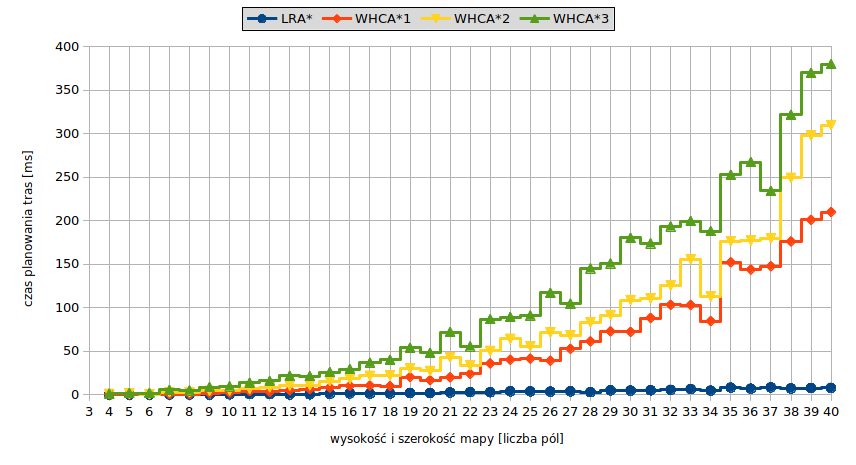 LRA* WHCA*1 WHCA*2 WHCA*3
400
350
300
250
200
150
100
50
0
3 4 5 6 7 8 9 10 11 12 13 14 15 16 17 18 19 20 21 22 23 24 25 26 27 28 29 30 31 32 33 34 35 36 37 38 39 40
czas planowania tras [ms]
wysokość i szerokość mapy [liczba pól]